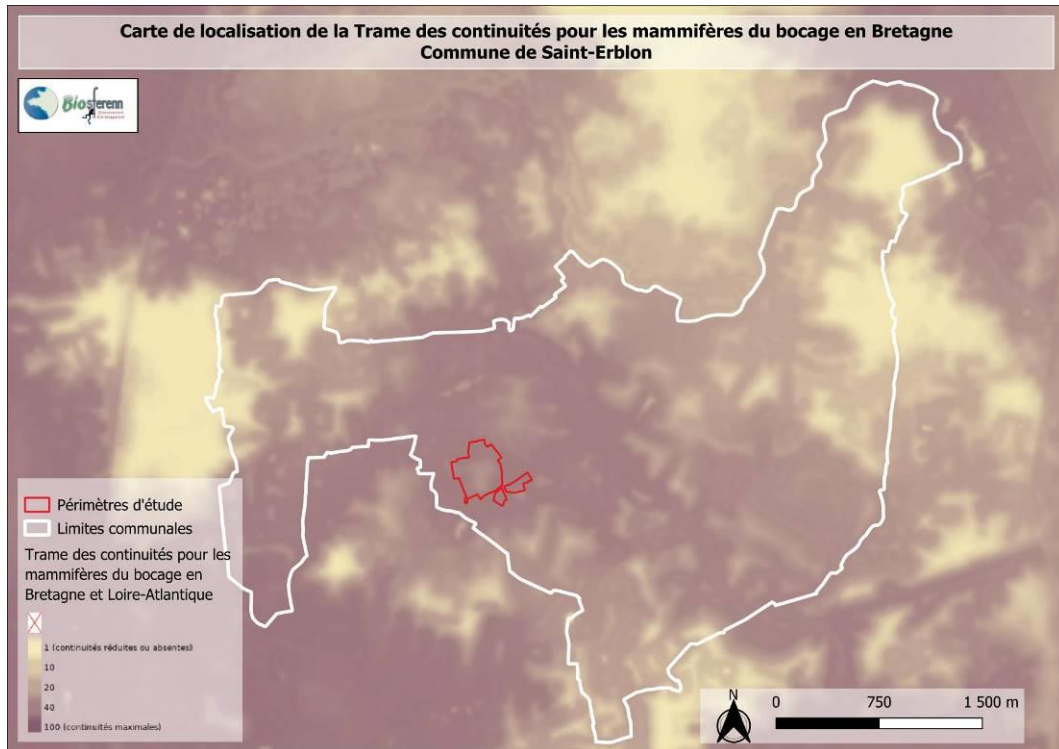 Carte de localisation de la Trame des continuités pour les mammifères du bocage en Bretagne
Commune de Saint-Erblon
Biosferenn
Périmètres d'étude
Limites communales
Trame des continuités pour les
mammifères du bocage en
Bretagne et Loire-Atlantique
1 (continuités réduites ou absentes)
10
20
40
100 (continuités maximales)
N
0 750 1 500 m